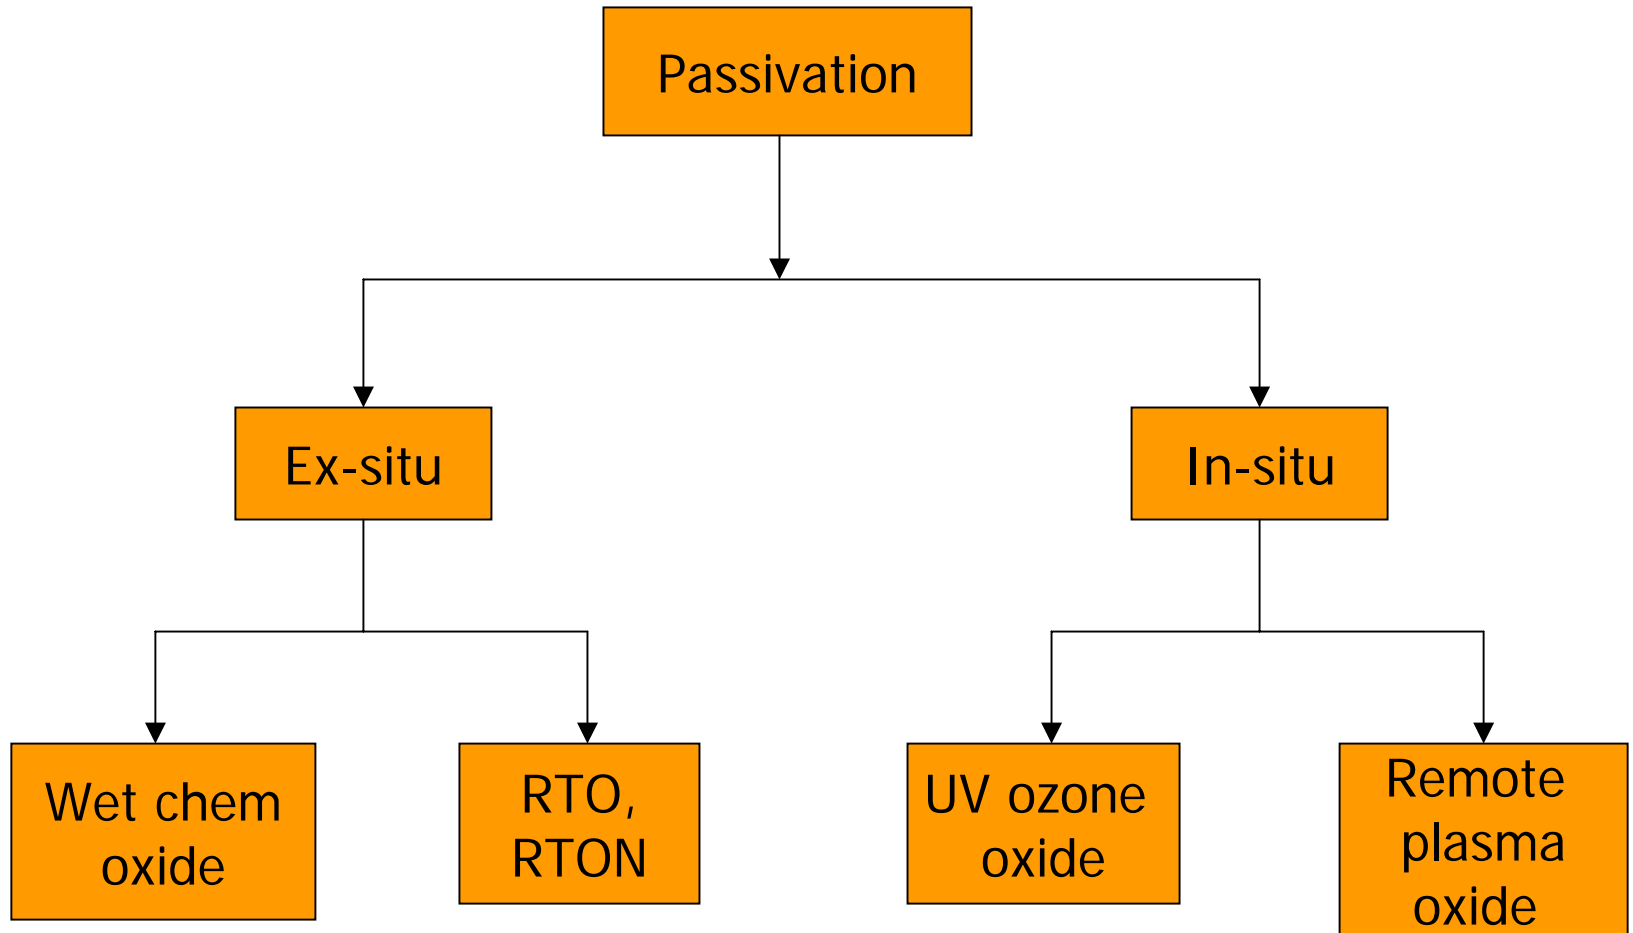 Passivation
Ex-situ
In-situ
Wet chem
oxide
RTO,
RTON
UV ozone
oxide
Remote
plasma
oxide